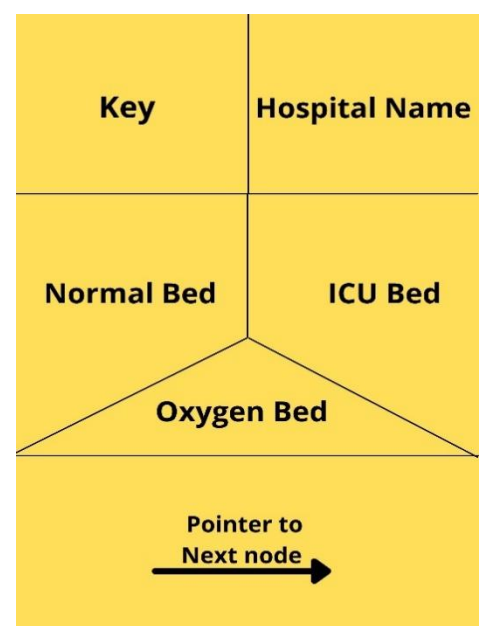 Key
Hospital Name
Normal Bed
ICU Bed
Oxygen Bed
Pointer to
Next node